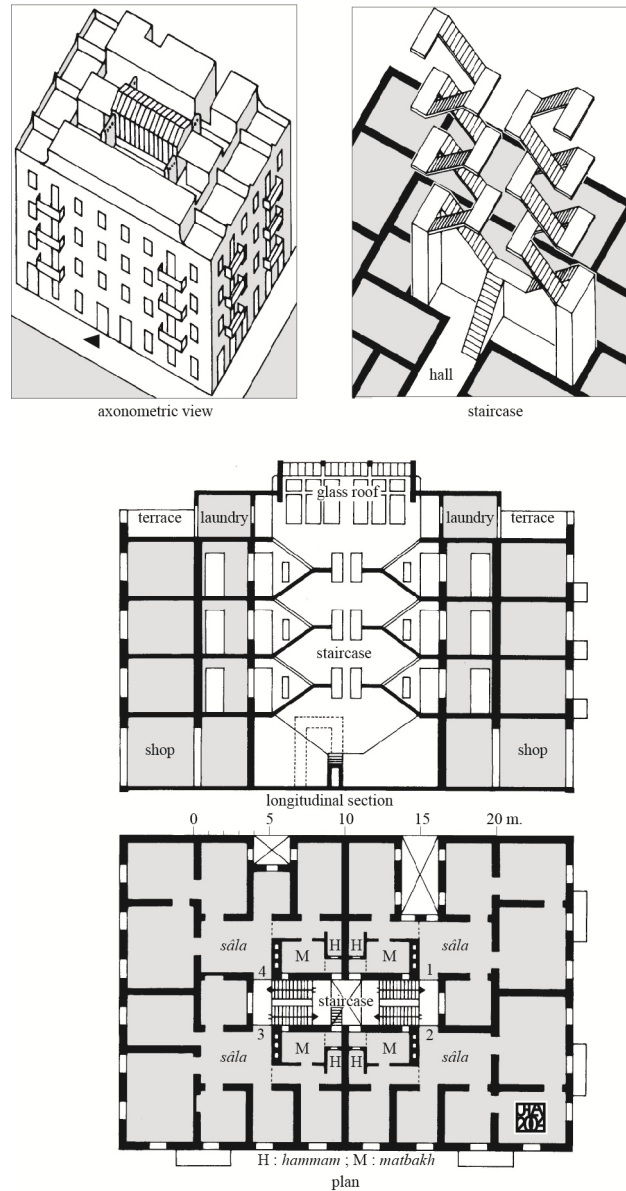 hall
axonometric view
staircase
glass roof
terrace laundry laundry terrace
staircase
shop shop
longitudinal section
0 5 10 15 20 m.
sâla H H sâla
M M
4 1
staircase
3 2
M M
sâla H H sâla
H : hammam ; M : matbakh
plan